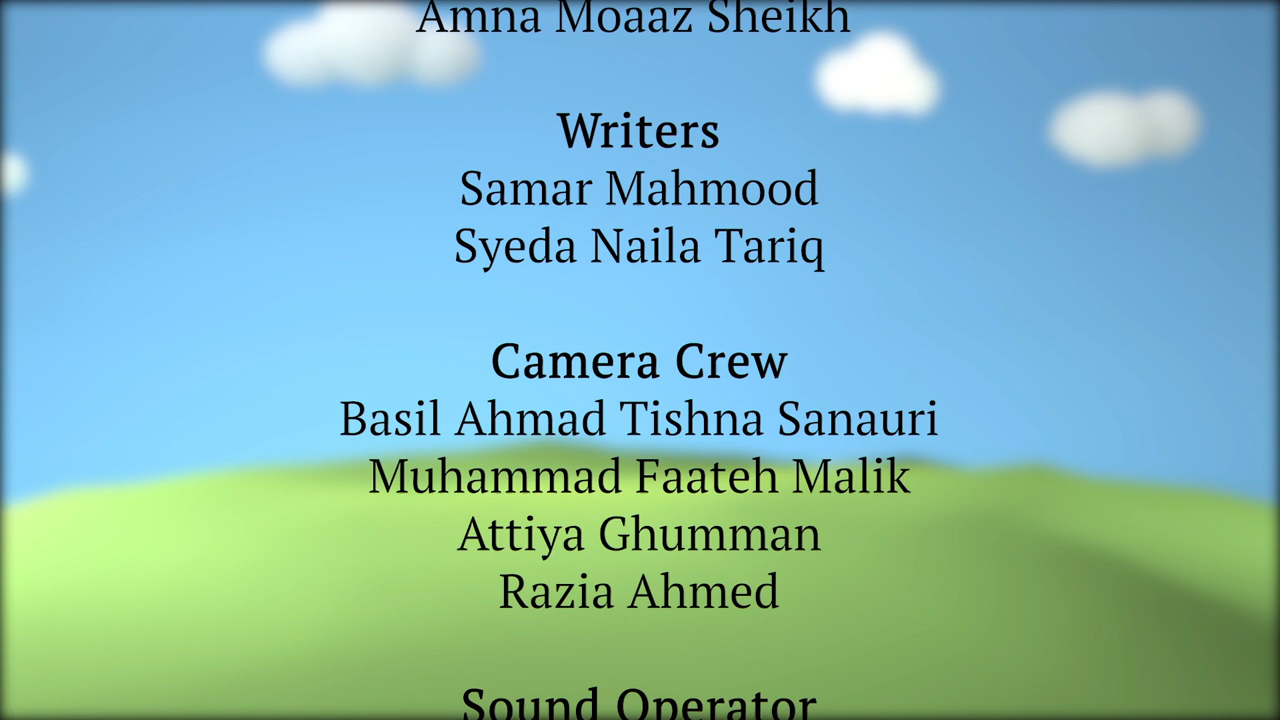 Amna Moaaz Sheikh
Writers
Samar Mahmood
Syeda Naila Tariq
Camera Crew
Basil Ahmad Tishna Sanauri
Muhammad Faateh Malik
Attiya Ghumman
Razia Ahmed
Sound Operator